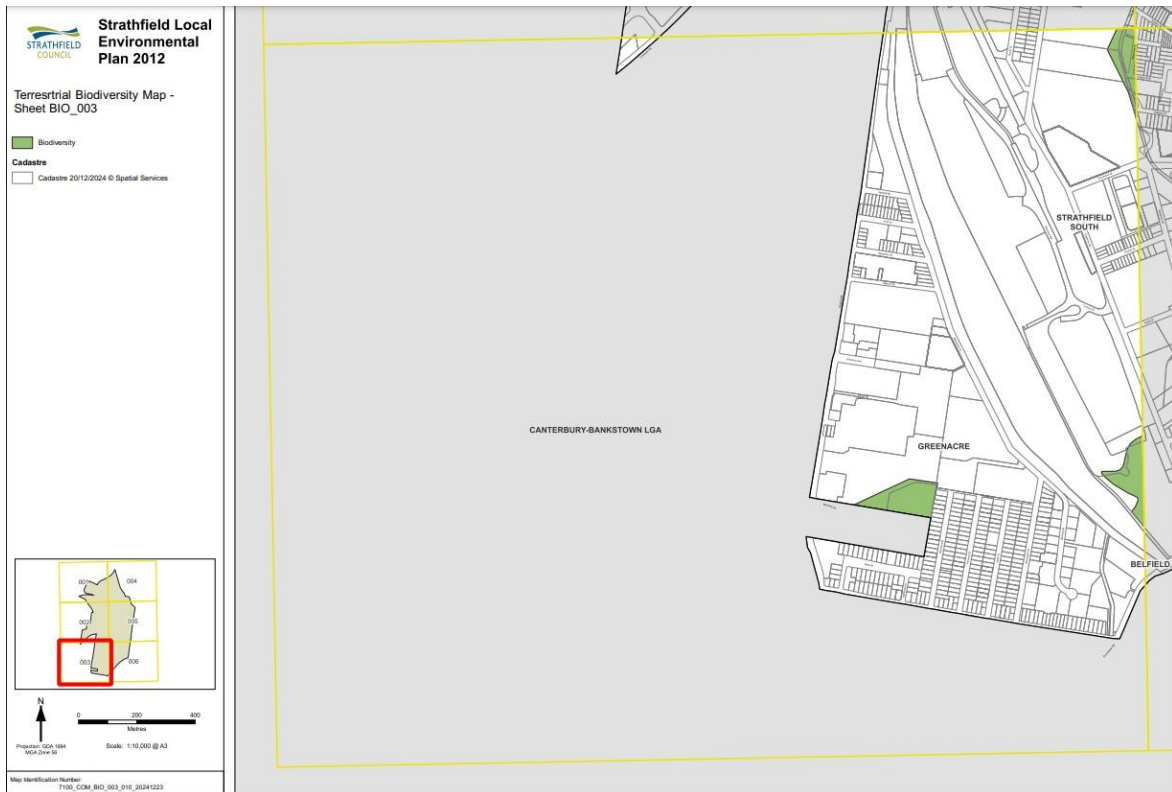 STRATHFIELD
COUNCIL
Strathfield Local
Environmental
Plan 2012
Terresrtrial Biodiversity Map -
Sheet BIO_003
Biodiversity
Cadastre
Cadastre 20/12/2024 © Spatial Services
STRATHFIELD
SOUTH
CANTERBURY-BANKSTOWN LGA
GREENACRE
BELFIELD
001
004
002
005
003
006
N
0 200 400
Metres
Projection: GDA 1994
MGA Zone 56
Scale: 1:10,000 @ A3
Map Identification Number:
7100_COM_BIO_003_010_20241223